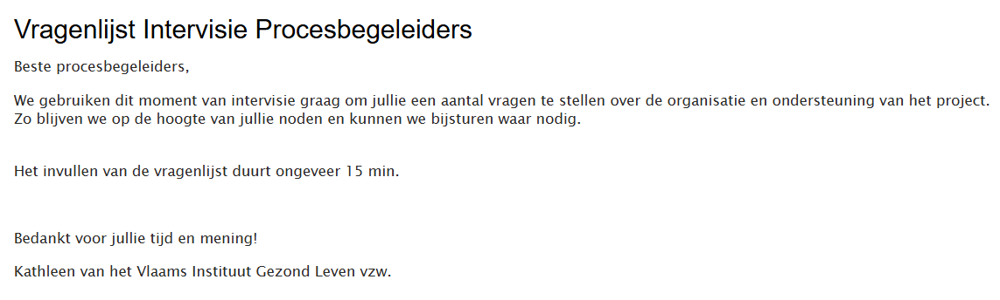 Vragenlijst Intervisie Procesbegeleiders
Beste procesbegeleiders,
We gebruiken dit moment van intervisie graag om jullie een aantal vragen te stellen over de organisatie en ondersteuning van het project.
Zo blijven we op de hoogte van jullie noden en kunnen we bijsturen waar nodig.
Het invullen van de vragenlijst duurt ongeveer 15 min.
Bedankt voor jullie tijd en mening!
Kathleen van het Vlaams Instituut Gezond Leven vzw.